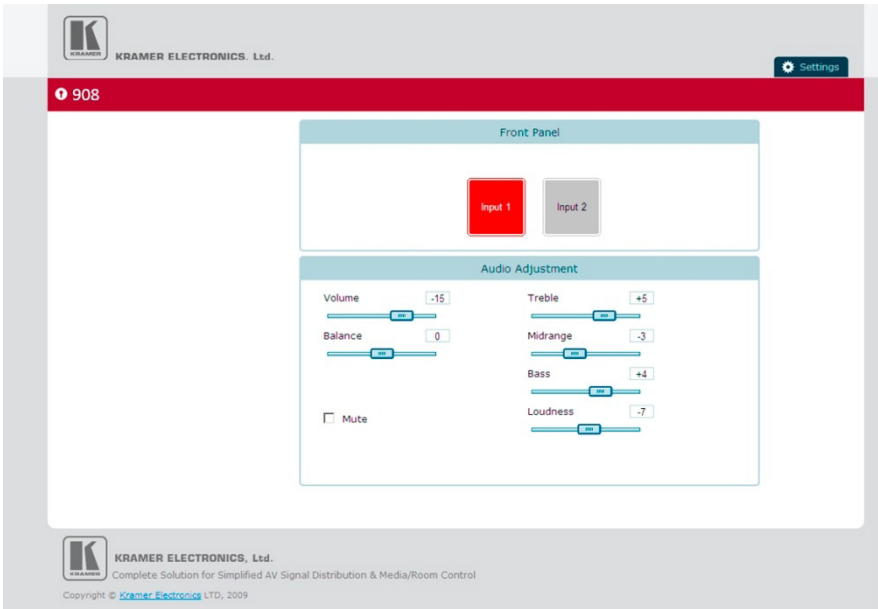 KRAMER
KRAMER ELECTRONICS. Ltd.
Settings
908
Front Panel
Input 1
Input 2
Audio Adjustment
Volume -15
Treble +5
Balance 0
Midrange -3
Bass +4
Mute
Loudness -7
KRAMER
KRAMER ELECTRONICS, Ltd.
Complete Solution for Simplified AV Signal Distribution & Media/Room Control
Copyright © Kramer Electronics LTD, 2009